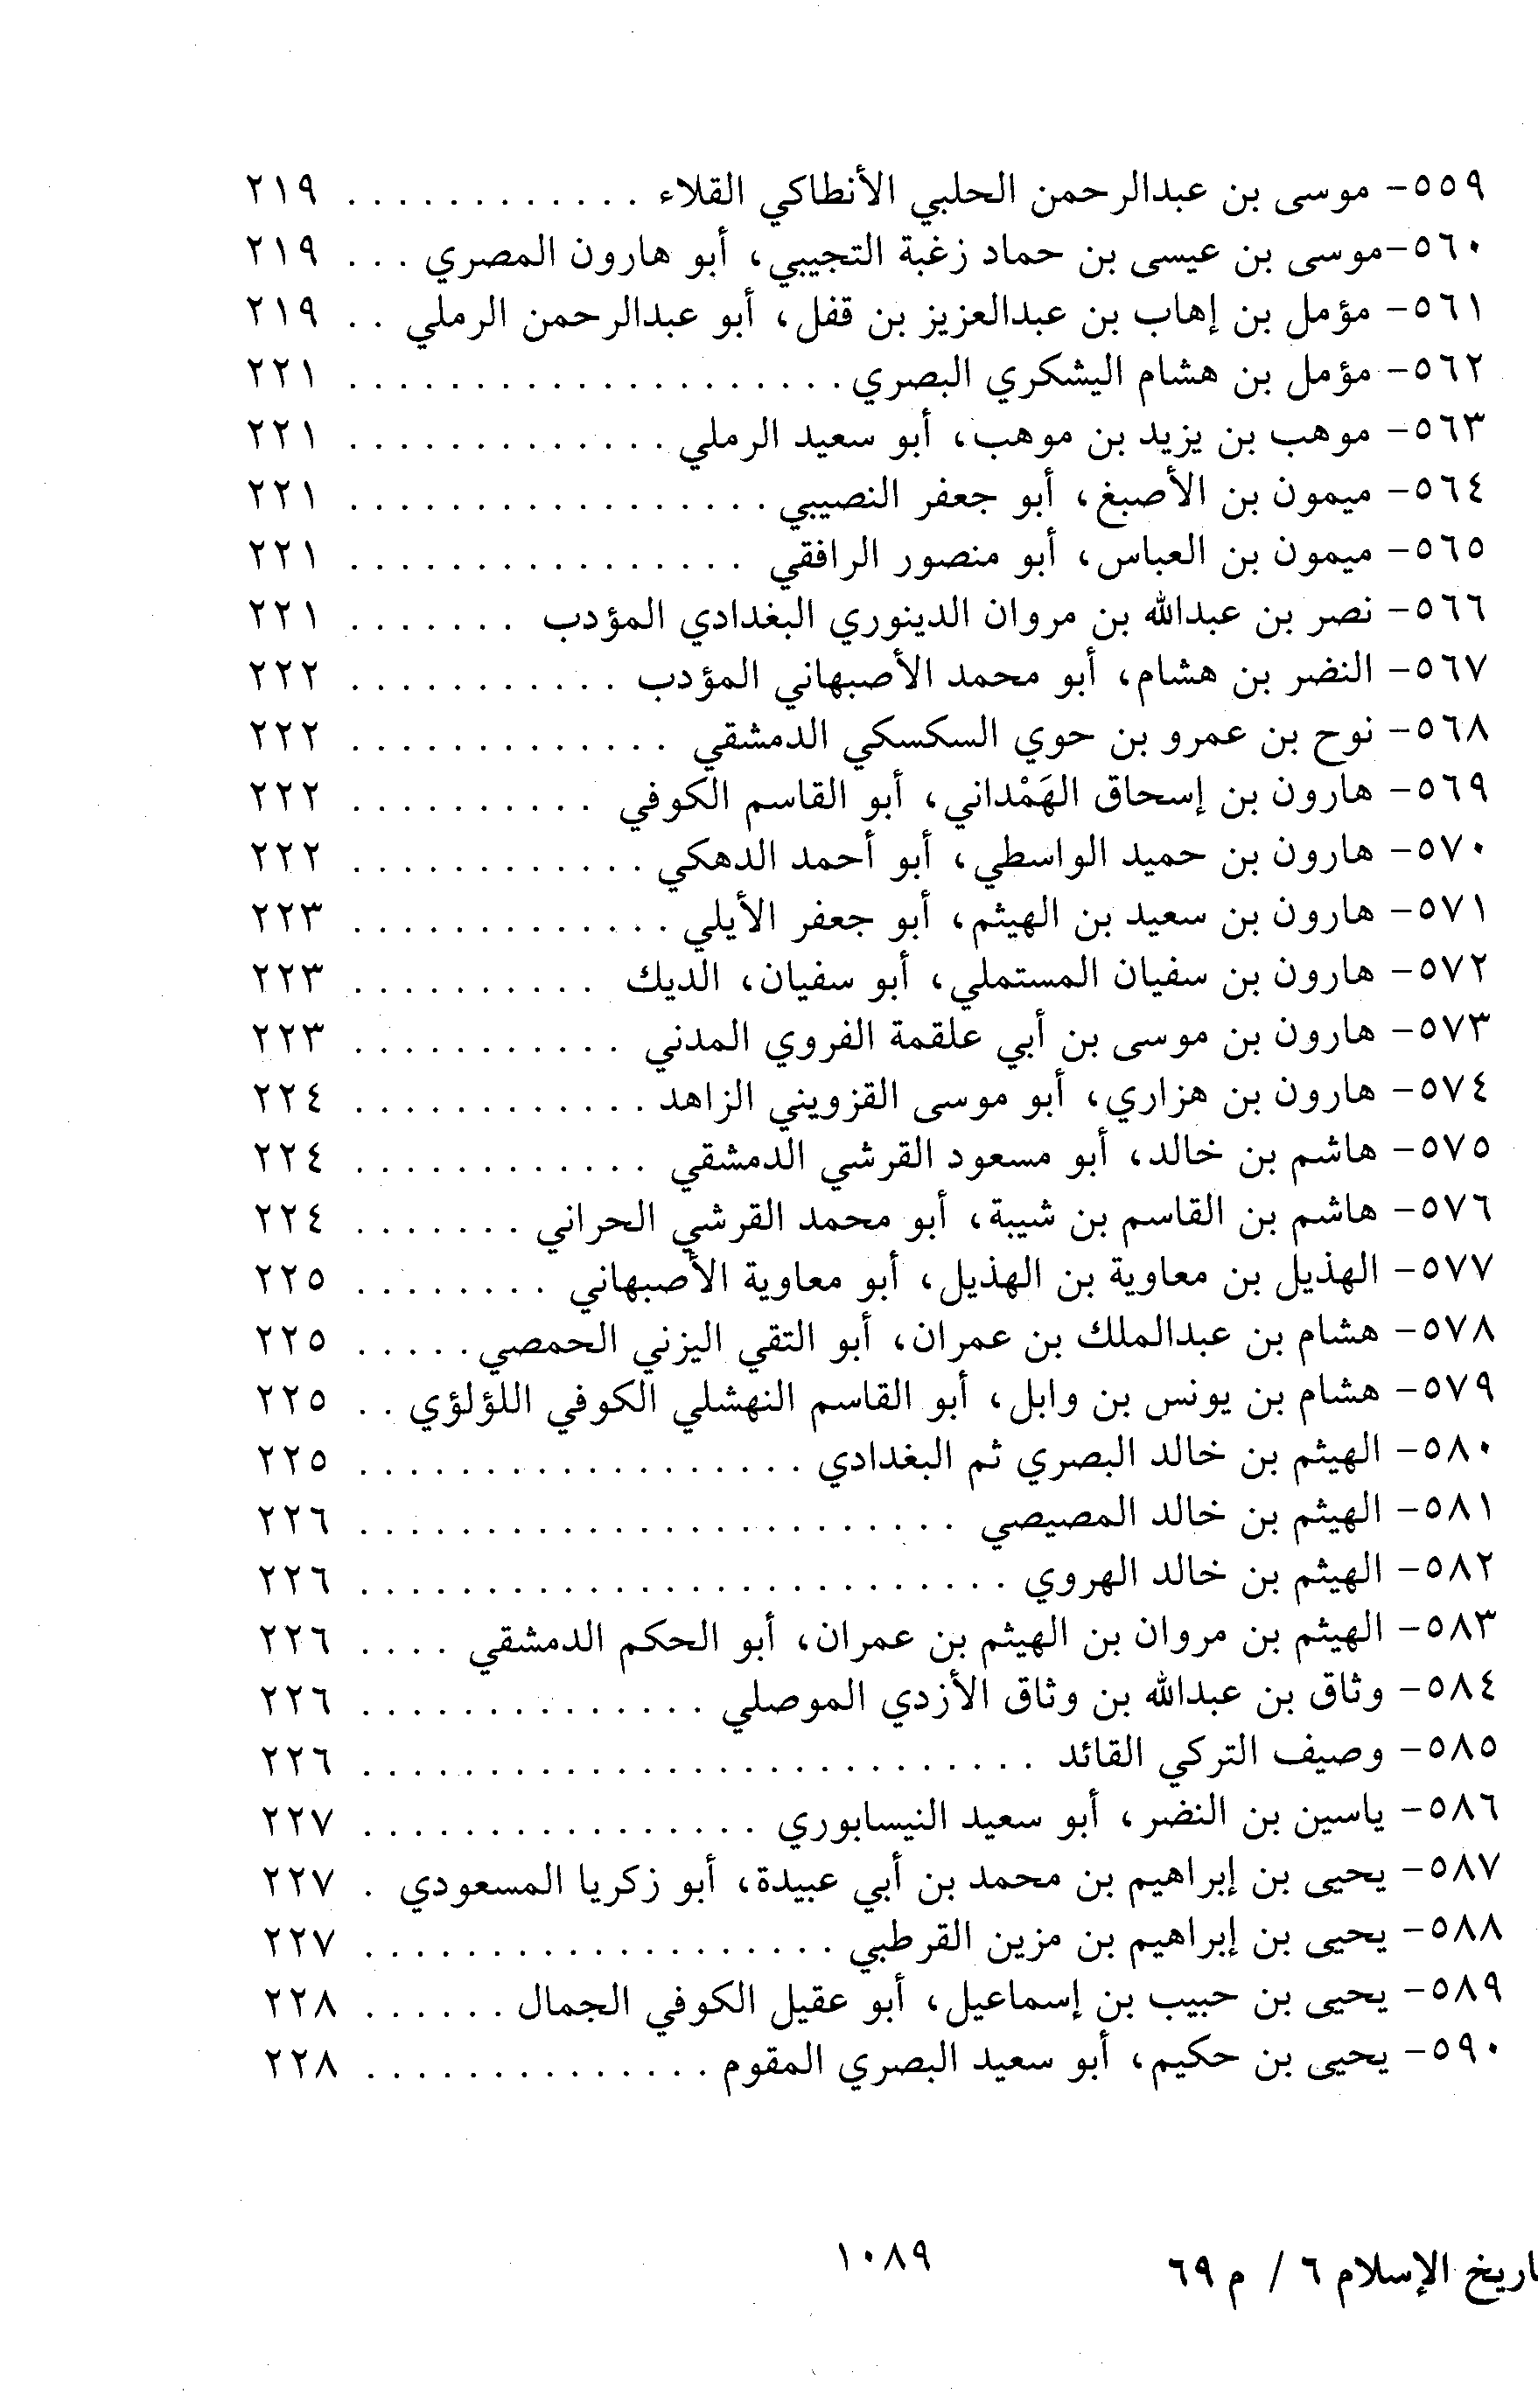 ٥٥٩- موسى بن عبدالرحمن الحلبي الأنطاكي القلاء . . . . . . . . . . . . ٢١٩
٥٦٠-موسى بن عيسى بن حماد زغبة التجيبي، أبو هارون المصري . . . ٢١٩
٥٦١- مؤمل بن إهاب بن عبدالعزيز بن قفل، أبو عبدالرحمن الرملي . . ٢١٩
٥٦٢- مؤمل بن هشام اليشكري البصري . . . . . . . . . . . . . . . . . . . . ٢٢١
٥٦٣- موهب بن يزيد بن موهب، أبو سعيد الرملي . . . . . . . . . . . . . ٢٢١
٥٦٤- ميمون بن الأصبغ، أبو جعفر النصيبي . . . . . . . . . . . . . . . . . ٢٢١
٥٦٥- ميمون بن العباس، أبو منصور الرافقي . . . . . . . . . . . . . . . . ٢٢١
٥٦٦- نصر بن عبدالله بن مروان الدينوري البغدادي المؤدب . . . . . . . ٢٢١
٥٦٧- النضر بن هشام، أبو محمد الأصبهاني المؤدب . . . . . . . . . . . ٢٢٢
٥٦٨- نوح بن عمرو بن حوي السكسكي الدمشقي . . . . . . . . . . . . . ٢٢٢
٥٦٩- هارون بن إسحاق الهَمْداني، أبو القاسم الكوفي . . . . . . . . . . ٢٢٢
٥٧٠- هارون بن حميد الواسطي، أبو أحمد الدهكي . . . . . . . . . . . . ٢٢٢
٥٧١- هارون بن سعيد بن الهيثم، أبو جعفر الأيلي . . . . . . . . . . . . . ٢٢٣
٥٧٢- هارون بن سفيان المستملي، أبو سفيان، الديك . . . . . . . . . . ٢٢٣
٥٧٣- هارون بن موسى بن أبي علقمة الفروي المدني . . . . . . . . . . . ٢٢٣
٥٧٤- هارون بن هزاري، أبو موسى القزويني الزاهد . . . . . . . . . . . . ٢٢٤
٥٧٥- هاشم بن خالد، أبو مسعود القرشي الدمشقي . . . . . . . . . . . . ٢٢٤
٥٧٦- هاشم بن القاسم بن شيبة، أبو محمد القرشي الحراني . . . . . . . ٢٢٤
٥٧٧- الهذيل بن معاوية بن الهذيل، أبو معاوية الأصبهاني . . . . . . . . ٢٢٥
٥٧٨- هشام بن عبدالملك بن عمران، أبو التقي اليزني الحمصي . . . . . ٢٢٥
٥٧٩- هشام بن يونس بن وابل، أبو القاسم النهشلي الكوفي اللؤلؤي . . ٢٢٥
٥٨٠- الهيثم بن خالد البصري ثم البغدادي . . . . . . . . . . . . . . . . . . ٢٢٥
٥٨١- الهيثم بن خالد المصيصي . . . . . . . . . . . . . . . . . . . . . . . . ٢٢٦
٥٨٢- الهيثم بن خالد الهروي . . . . . . . . . . . . . . . . . . . . . . . . . . ٢٢٦
٥٨٣- الهيثم بن مروان بن الهيثم بن عمران، أبو الحكم الدمشقي . . . . ٢٢٦
٥٨٤- وثاق بن عبدالله بن وثاق الأزدي الموصلي . . . . . . . . . . . . . . ٢٢٦
٥٨٥- وصيف التركي القائد . . . . . . . . . . . . . . . . . . . . . . . . . . . ٢٢٦
٥٨٦- ياسين بن النضر، أبو سعيد النيسابوري . . . . . . . . . . . . . . . . ٢٢٧
٥٨٧- يحيى بن إبراهيم بن محمد بن أبي عبيدة، أبو زكريا المسعودي . ٢٢٧
٥٨٨- يحيى بن إبراهيم بن مزين القرطبي . . . . . . . . . . . . . . . . . . . ٢٢٧
٥٨٩- يحيى بن حبيب بن إسماعيل، أبو عقيل الكوفي الجمال . . . . . . ٢٢٨
٥٩٠- يحيى بن حكيم، أبو سعيد البصري المقوم . . . . . . . . . . . . . . ٢٢٨
اريخ الإسلام ٦ / م ٦٩
١٠٨٩